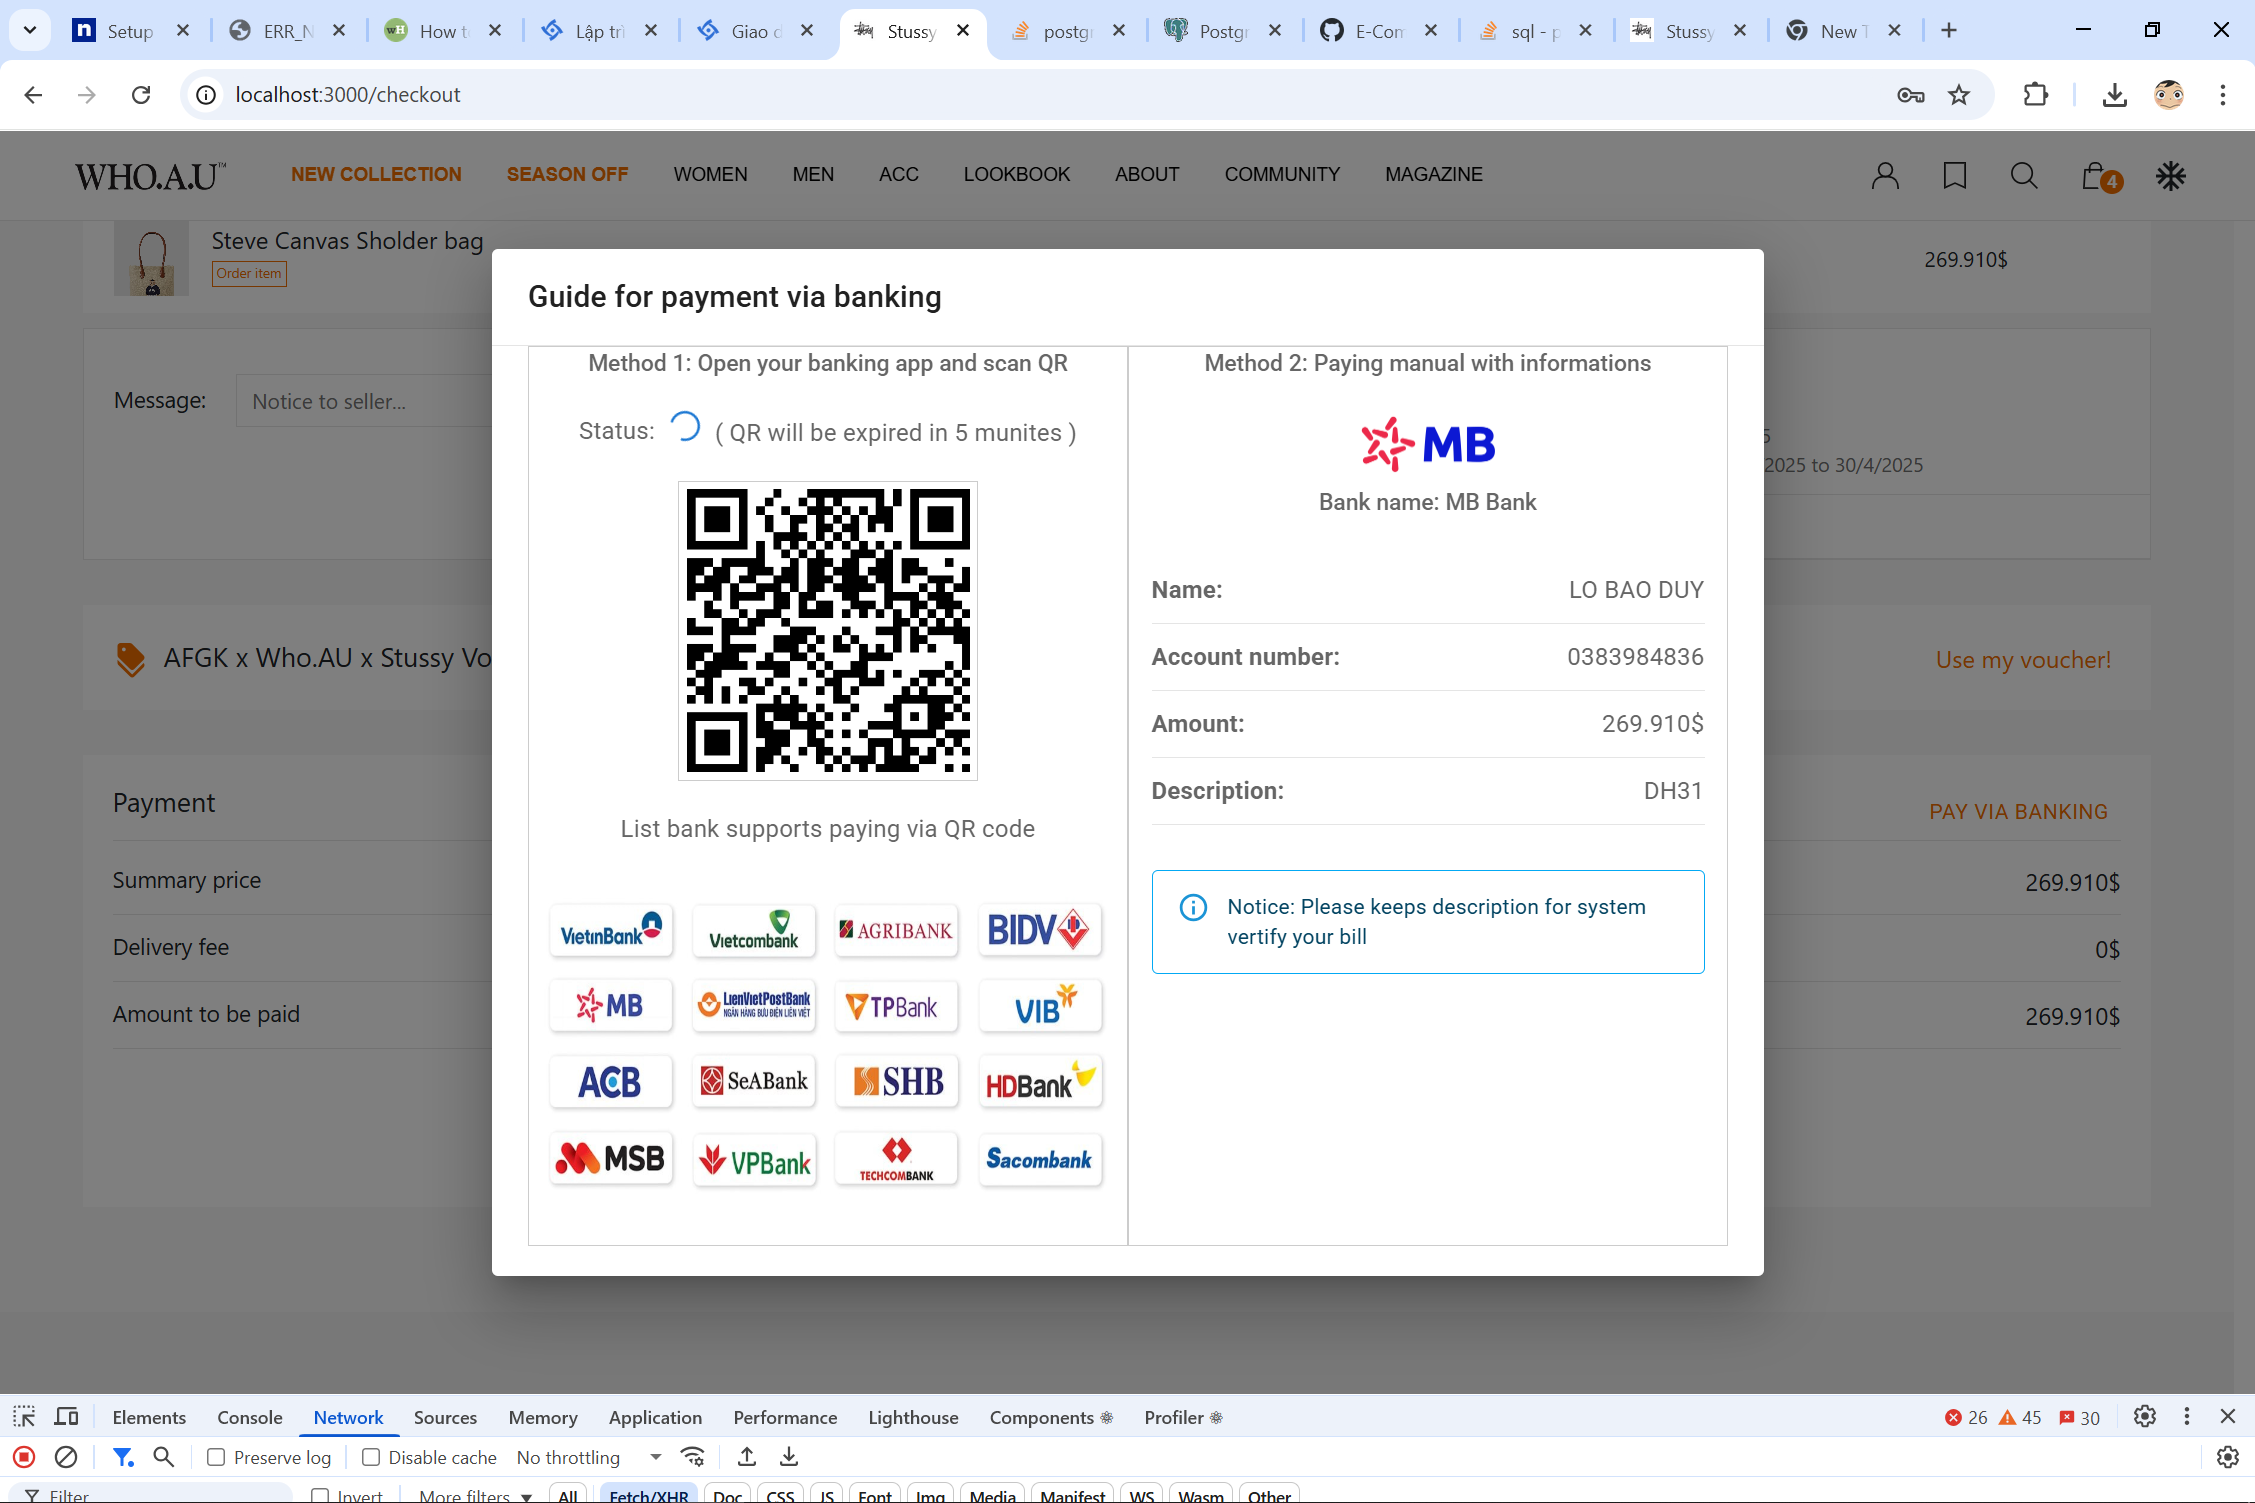 Setup
ERR_N
How t
Lập trì
Giao d
Stussy
postgr
Postgr
E-Com
sql - p
Stussy
New T
localhost:3000/checkout
WHO.A.U™
NEW COLLECTION
SEASON OFF
WOMEN
MEN
ACC
LOOKBOOK
ABOUT
COMMUNITY
MAGAZINE
4
Steve Canvas Sholder bag
Order item
269.910$
Message:
Notice to seller...
2025 to 30/4/2025
AFGK x Who.AU x Stussy Vo
Use my voucher!
Payment
PAY VIA BANKING
Summary price
269.910$
Delivery fee
0$
Amount to be paid
269.910$
Guide for payment via banking
Method 1: Open your banking app and scan QR
Status:
( QR will be expired in 5 munites )
List bank supports paying via QR code
VietinBank
Vietcombank
AGRIBANK
BIDV
MB
LienVietPostBank
NGÂN HÀNG BƯU ĐIỆN LIÊN VIỆT
TPBank
VIB
ACB
SeABank
SHB
HDBank
MSB
VPBank
TECHCOMBANK
Sacombank
Method 2: Paying manual with informations
MB
Bank name: MB Bank
Name:
LO BAO DUY
Account number:
0383984836
Amount:
269.910$
Description:
DH31
Notice: Please keeps description for system
vertify your bill
Elements
Console
Network
Sources
Memory
Application
Performance
Lighthouse
Components
Profiler
26
45
30
Preserve log
Disable cache
No throttling
Filter
Invert
More filters
All
Fetch/XHR
Doc
CSS
JS
Font
Img
Media
Manifest
WS
Wasm
Other